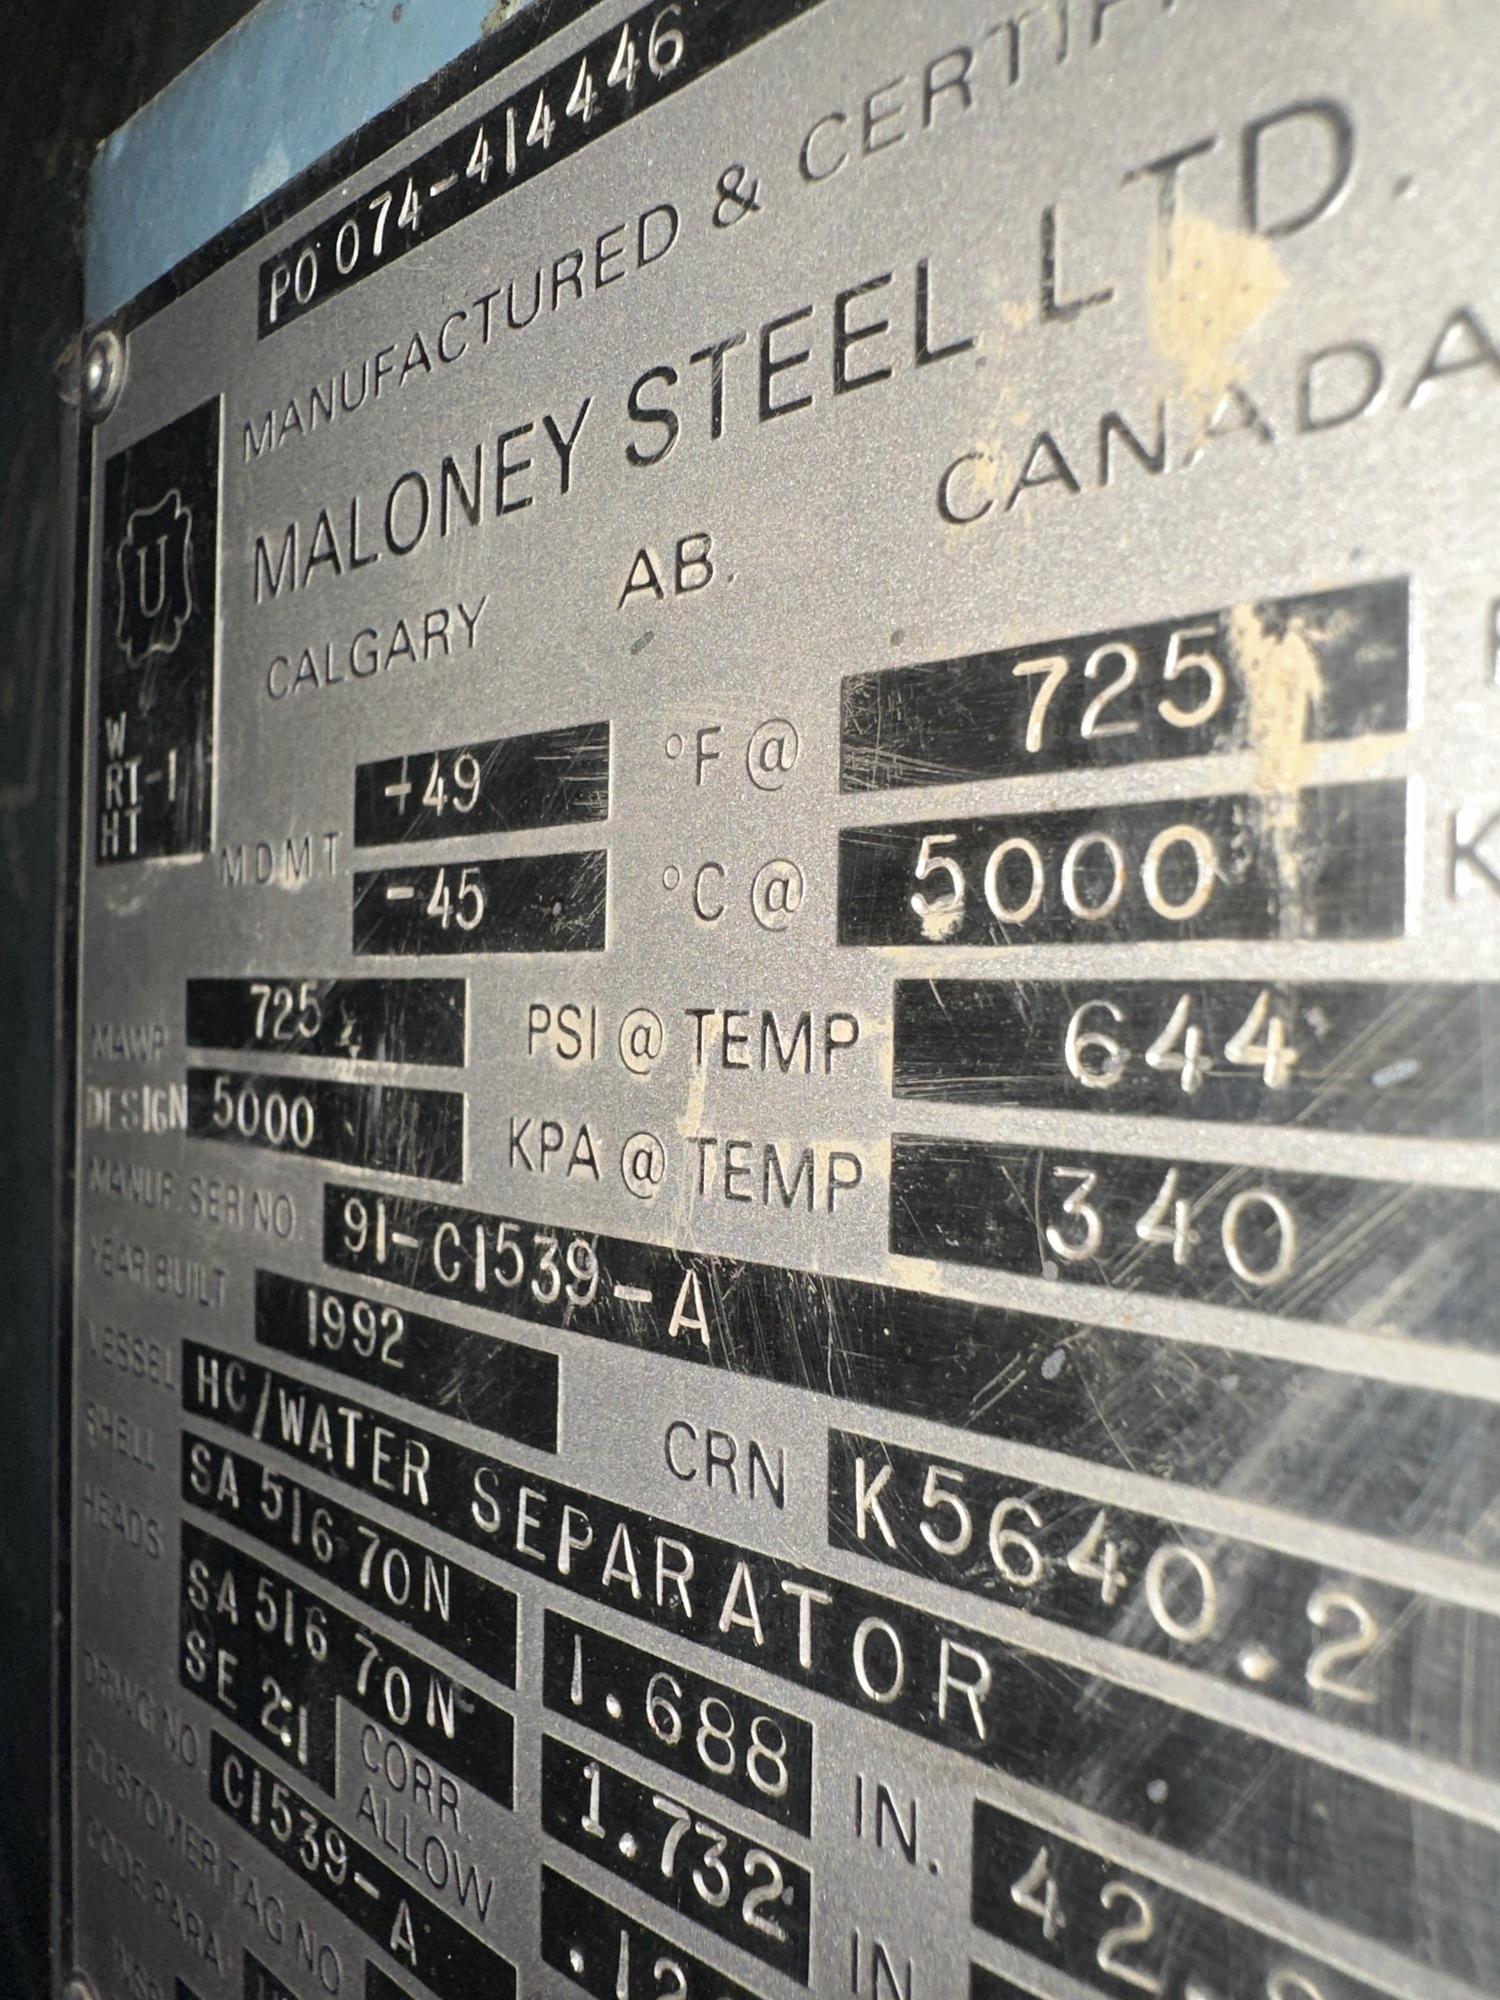 PO 074-414446
MANUFACTURED & CERTIF
MALONEY STEEL LTD.
CALGARY AB. CANADA
U
W
RT-1
HT
MDMT
-49 °F @ 725
-45 °C @ 5000 K
MAWP 725 PSI @ TEMP 644
DESIGN 5000 KPA @ TEMP 340
MANUF. SER NO. 91-C1539-A
YEAR BUILT 1992 CRN K5640.2
VESSEL HC/WATER SEPARATOR
SHELL SA 516 70N 1.688 IN. 42.
HEADS SA 516 70N 1.732 IN
SE 2:1 CORR. ALLOW .12
DRWG NO C1539-A
CUSTOMER TAG NO
CODE PARA